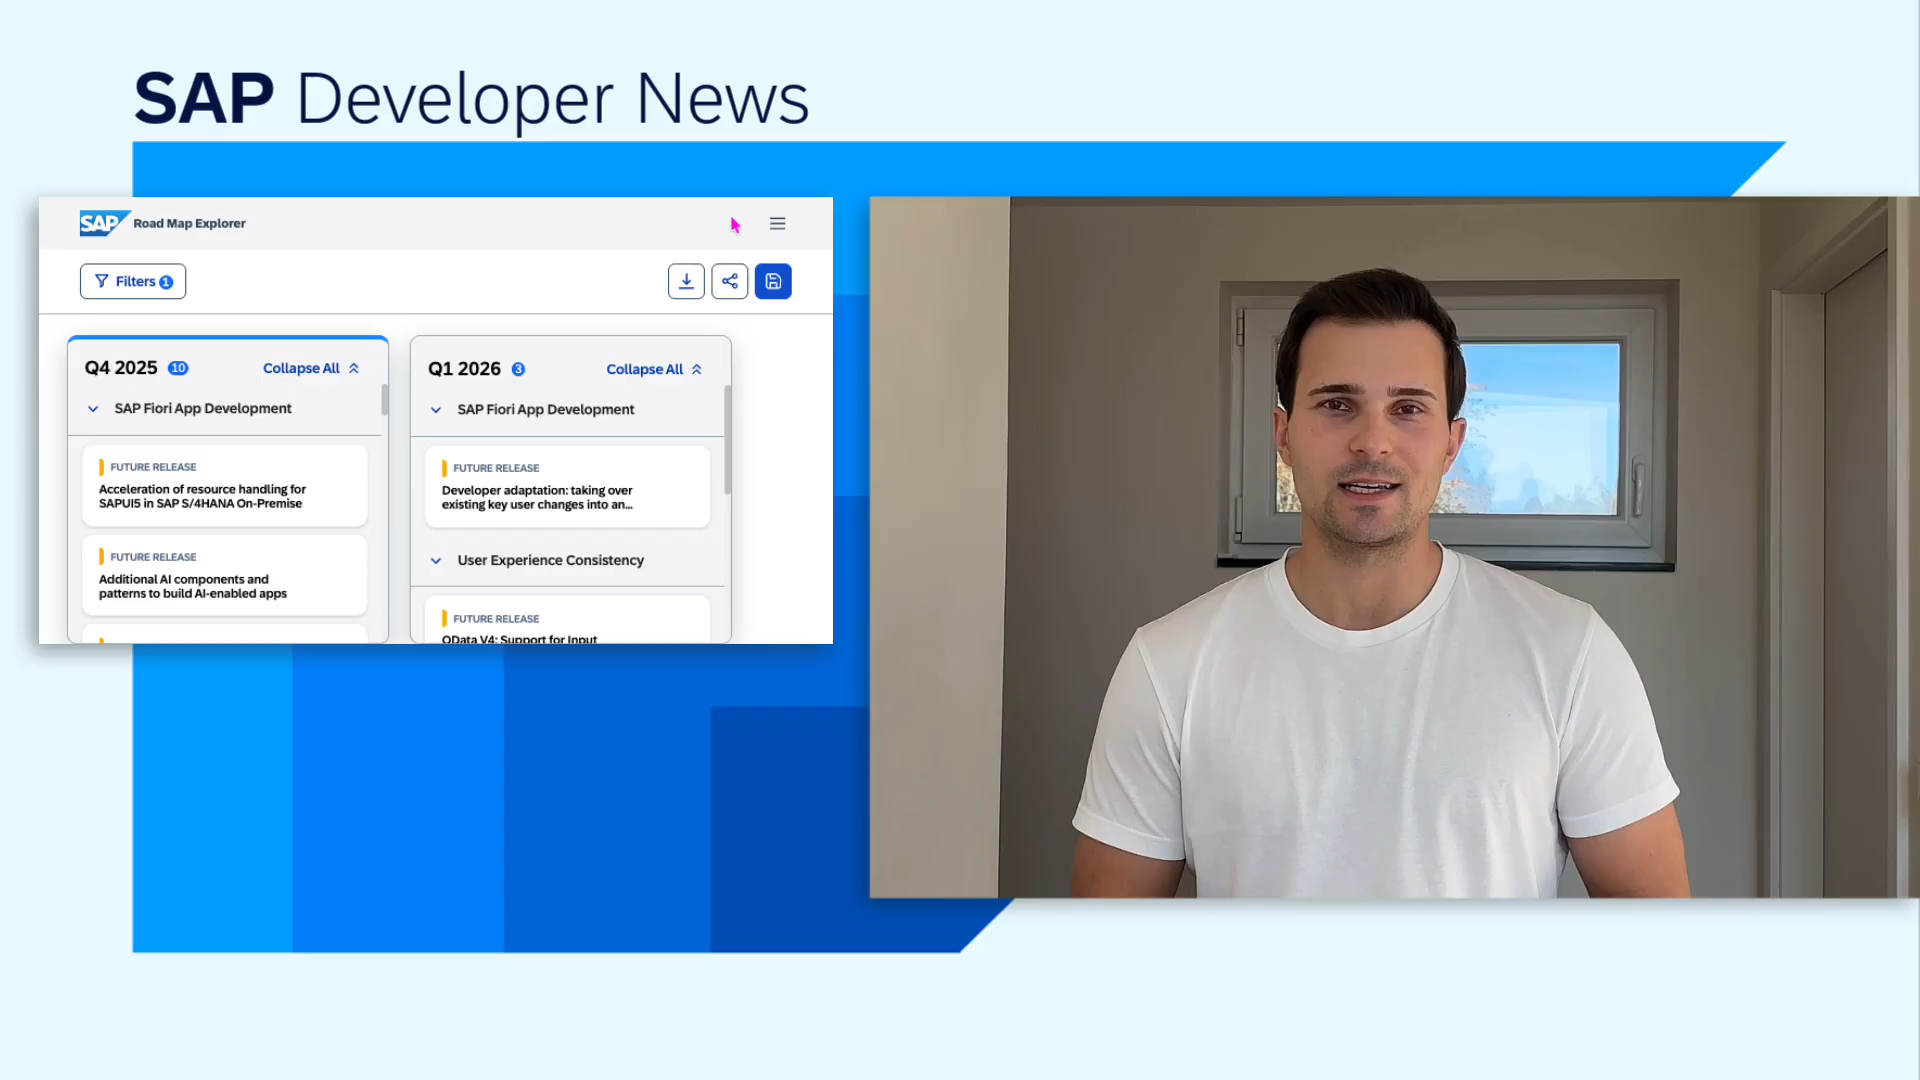 SAP Developer News
SAP Road Map Explorer
Filters 1
Q4 2025 10 Collapse All
SAP Fiori App Development
FUTURE RELEASE
Acceleration of resource handling for
SAPUI5 in SAP S/4HANA On-Premise
FUTURE RELEASE
Additional AI components and
patterns to build AI-enabled apps
Q1 2026 3 Collapse All
SAP Fiori App Development
FUTURE RELEASE
Developer adaptation: taking over
existing key user changes into an...
User Experience Consistency
FUTURE RELEASE
OData V4: Support for Input